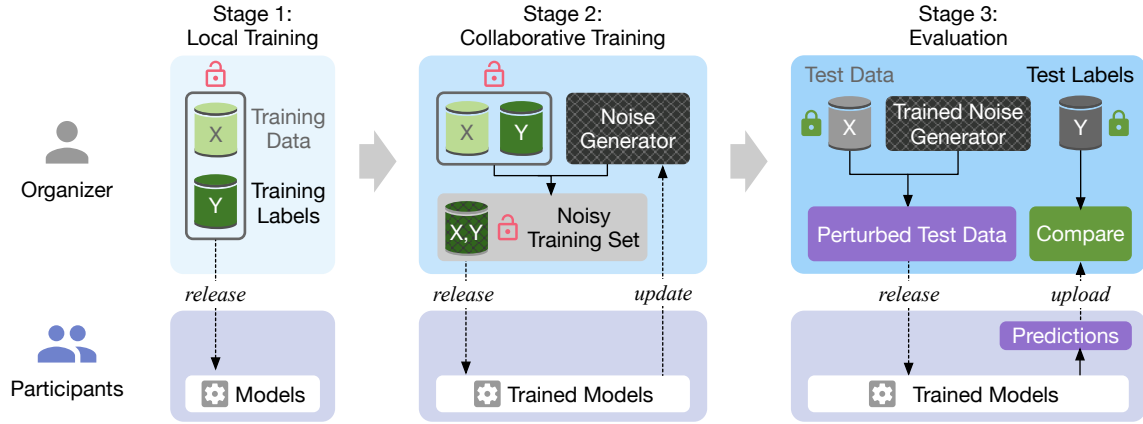 Stage 1:
Local Training
Stage 2:
Collaborative Training
Stage 3:
Evaluation
Organizer
X
Training
Data
Y
Training
Labels
release
X
Y
Noise
Generator
X,Y
Noisy
Training Set
release
update
Test Data
Test Labels
X
Trained Noise
Generator
Y
Perturbed Test Data
Compare
release
upload
Participants
Models
Trained Models
Predictions
Trained Models